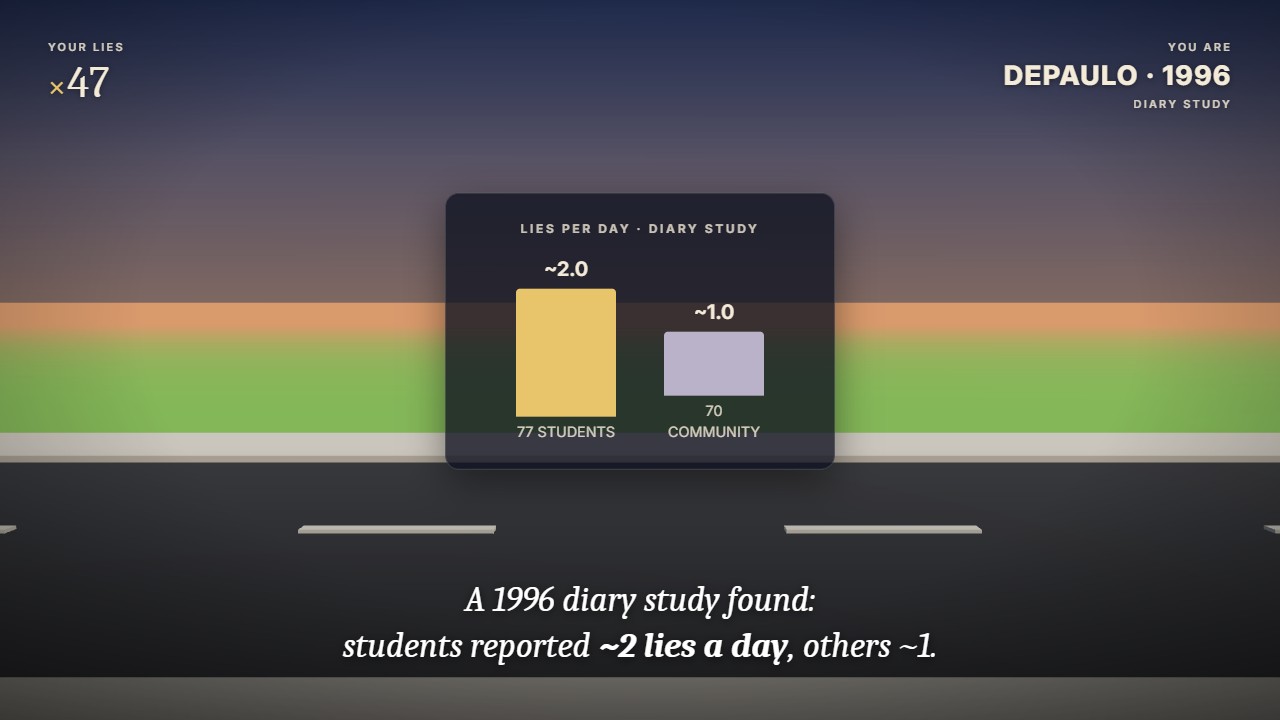 YOUR LIES
×47
YOU ARE
DEPAULO · 1996
DIARY STUDY
LIES PER DAY · DIARY STUDY
~2.0
~1.0
77 STUDENTS
70
COMMUNITY
A 1996 diary study found:
students reported ~2 lies a day, others ~1.